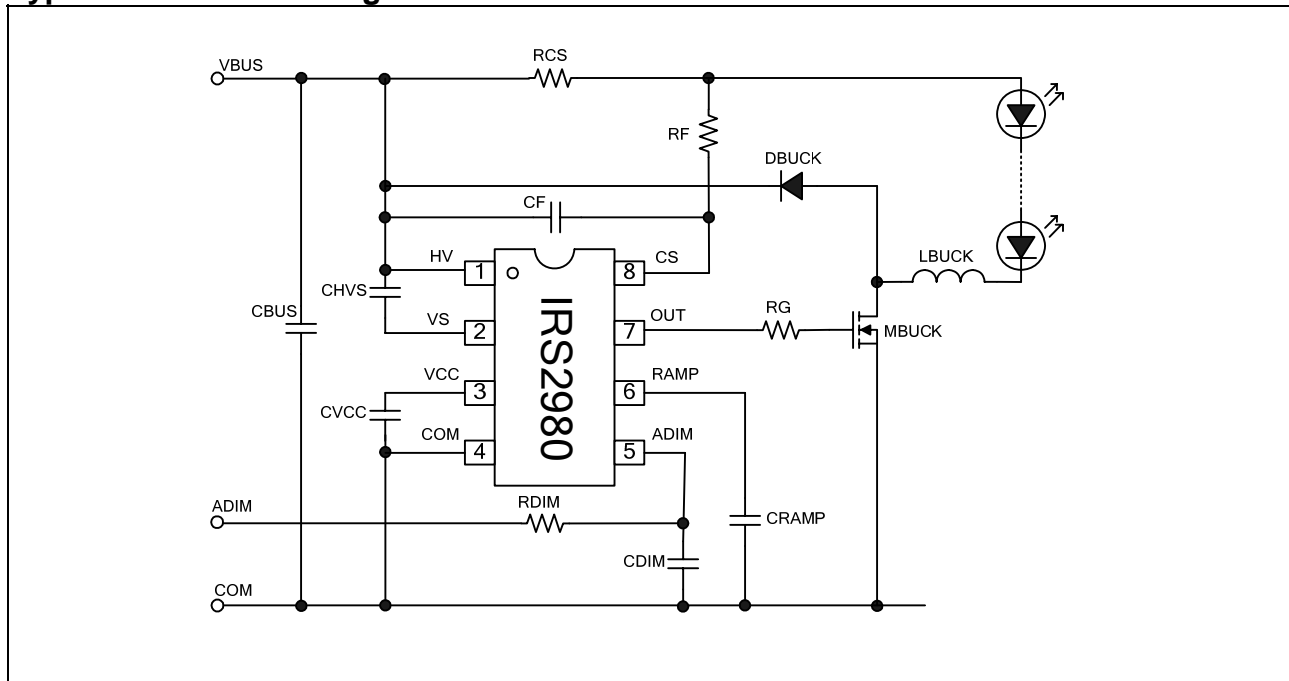 VBUS
RCS
RF
DBUCK
CF
HV
1
8
CS
LBUCK
CHVS
CBUS
VS
2
IRS2980
7
OUT
RG
MBUCK
VCC
3
6
RAMP
CVCC
COM
4
5
ADIM
ADIM
RDIM
CRAMP
CDIM
COM